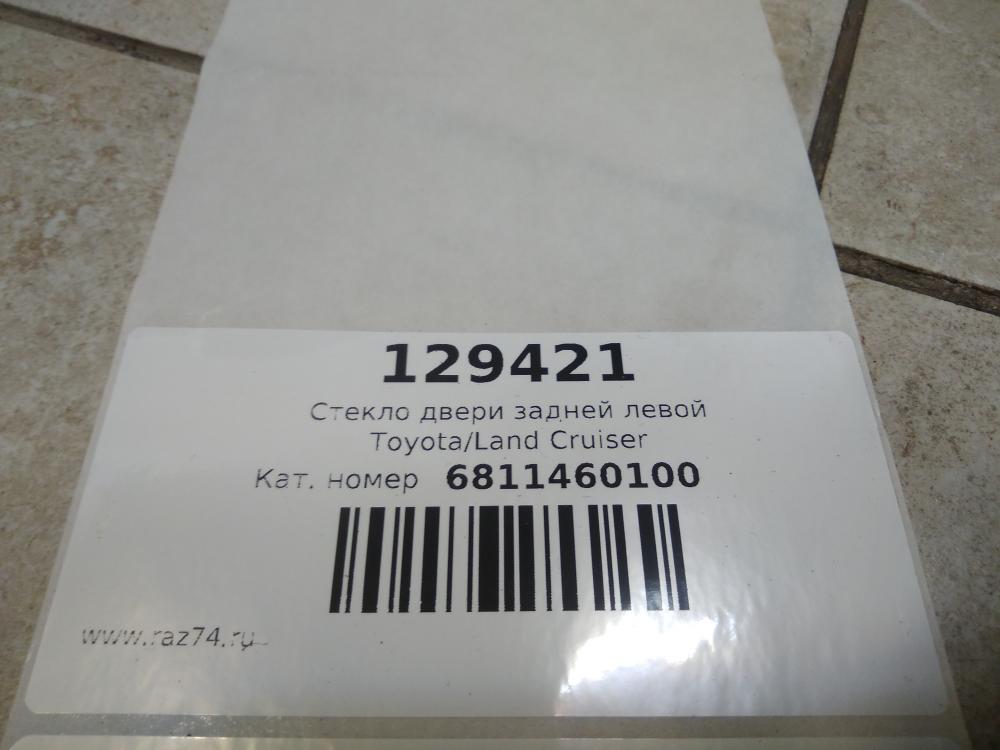 129421
Стекло двери задней левой
Toyota/Land Cruiser
Кат. номер 6811460100
www.raz74.ru